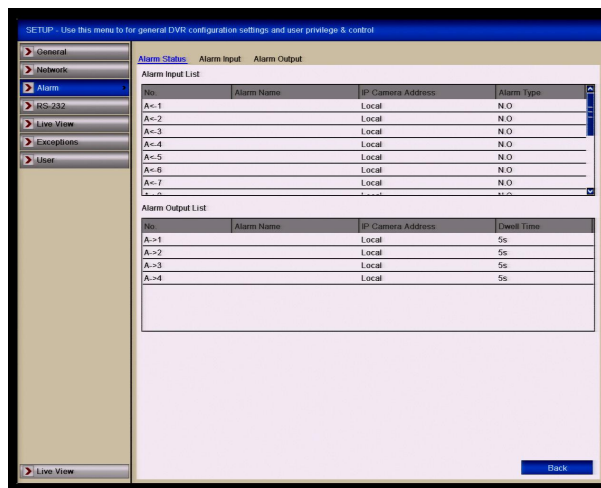 SETUP - Use this menu to for general DVR configuration settings and user privilege & control
General
Network
Alarm
RS-232
Live View
Exceptions
User
Live View
Alarm Status Alarm Input Alarm Output
Alarm Input List
No. Alarm Name IP Camera Address Alarm Type
A<-1 Local N.O
A<-2 Local N.O
A<-3 Local N.O
A<-4 Local N.O
A<-5 Local N.O
A<-6 Local N.O
A<-7 Local N.O
Alarm Output List
No. Alarm Name IP Camera Address Dwell Time
A->1 Local 5s
A->2 Local 5s
A->3 Local 5s
A->4 Local 5s
Back